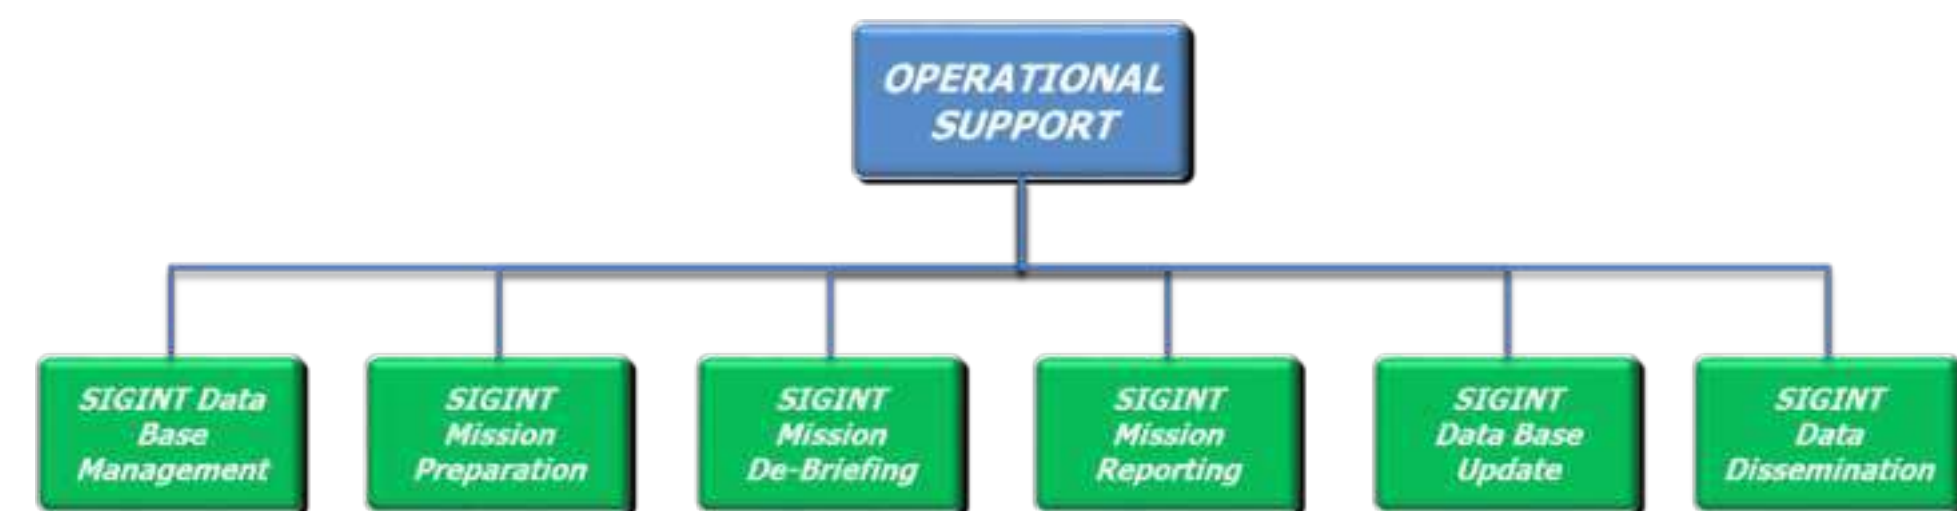 OPERATIONAL
SUPPORT
SIGINT Data
Base
Management
SIGINT
Mission
Preparation
SIGINT
Mission
De-Briefing
SIGINT
Mission
Reporting
SIGINT
Data Base
Update
SIGINT
Data
Dissemination